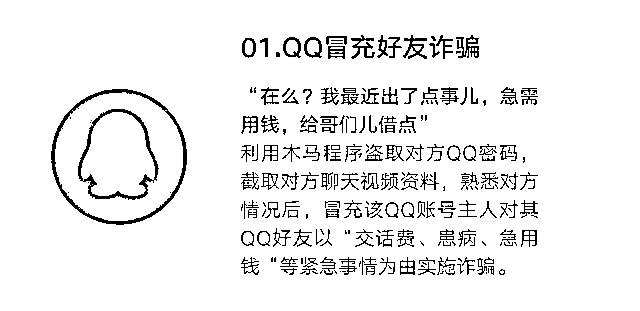 01.QQ冒充好友诈骗
“在么？我最近出了点事儿，急需
用钱，给哥们儿借点”
利用木马程序盗取对方QQ密码，
截取对方聊天视频资料，熟悉对方
情况后，冒充该QQ账号主人对其
QQ好友以“交话费、患病、急用
钱“等紧急事情为由实施诈骗。